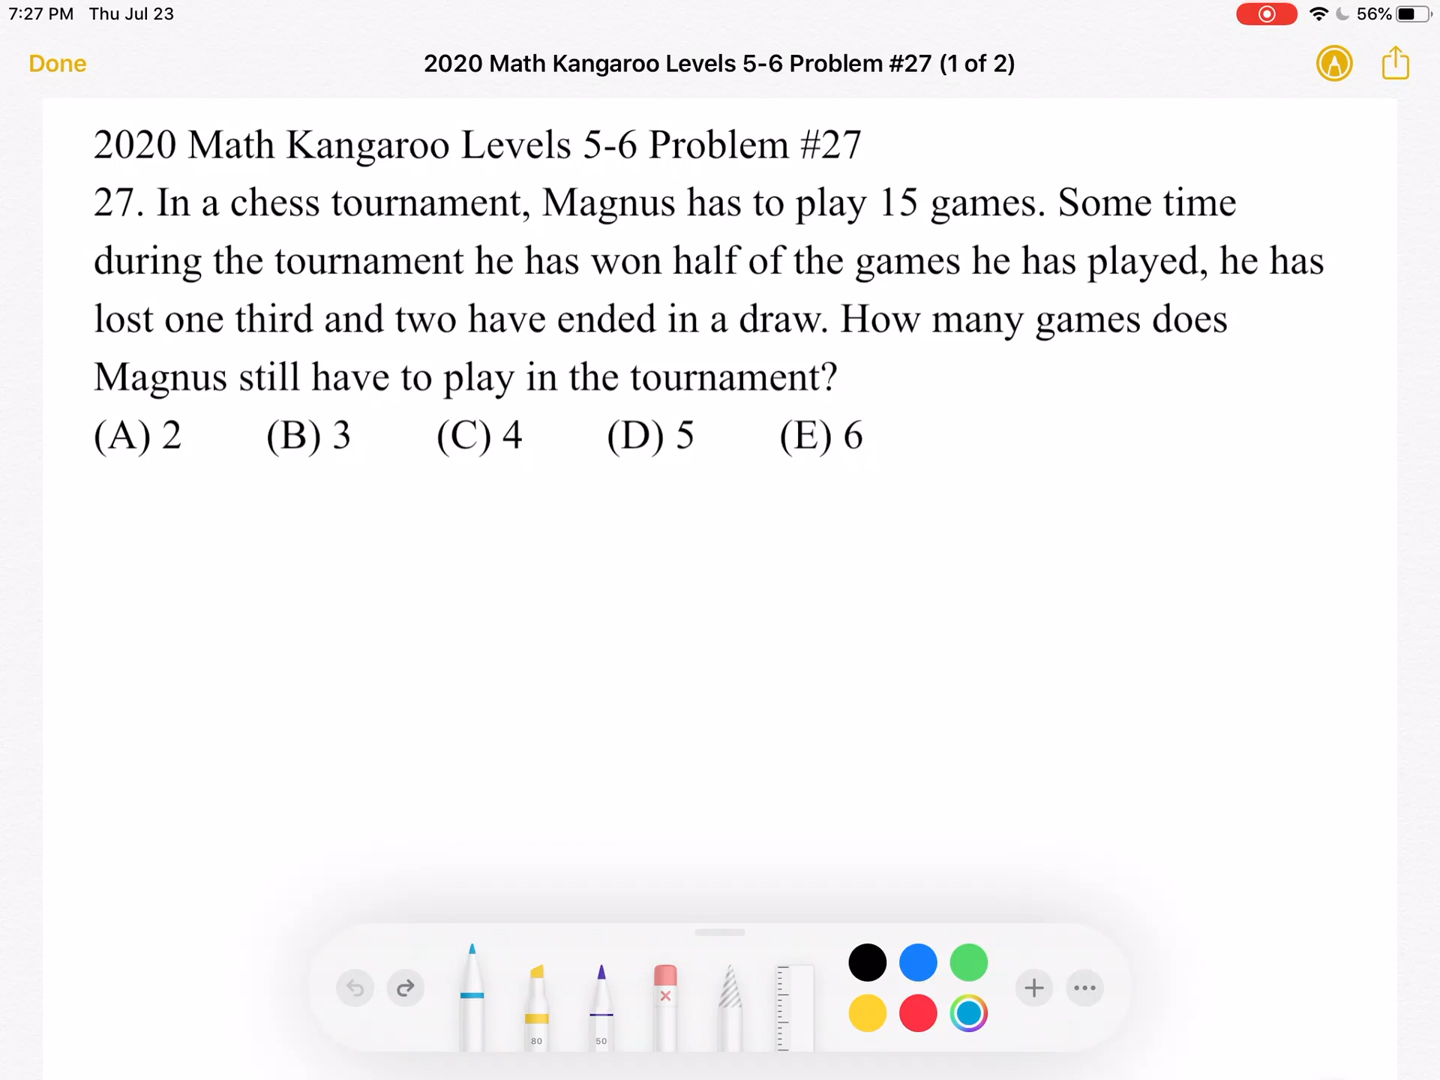 7:27 PM Thu Jul 23 56%
Done 2020 Math Kangaroo Levels 5-6 Problem #27 (1 of 2)
2020 Math Kangaroo Levels 5-6 Problem #27
27. In a chess tournament, Magnus has to play 15 games. Some time
during the tournament he has won half of the games he has played, he has
lost one third and two have ended in a draw. How many games does
Magnus still have to play in the tournament?
(A) 2 (B) 3 (C) 4 (D) 5 (E) 6
80 50